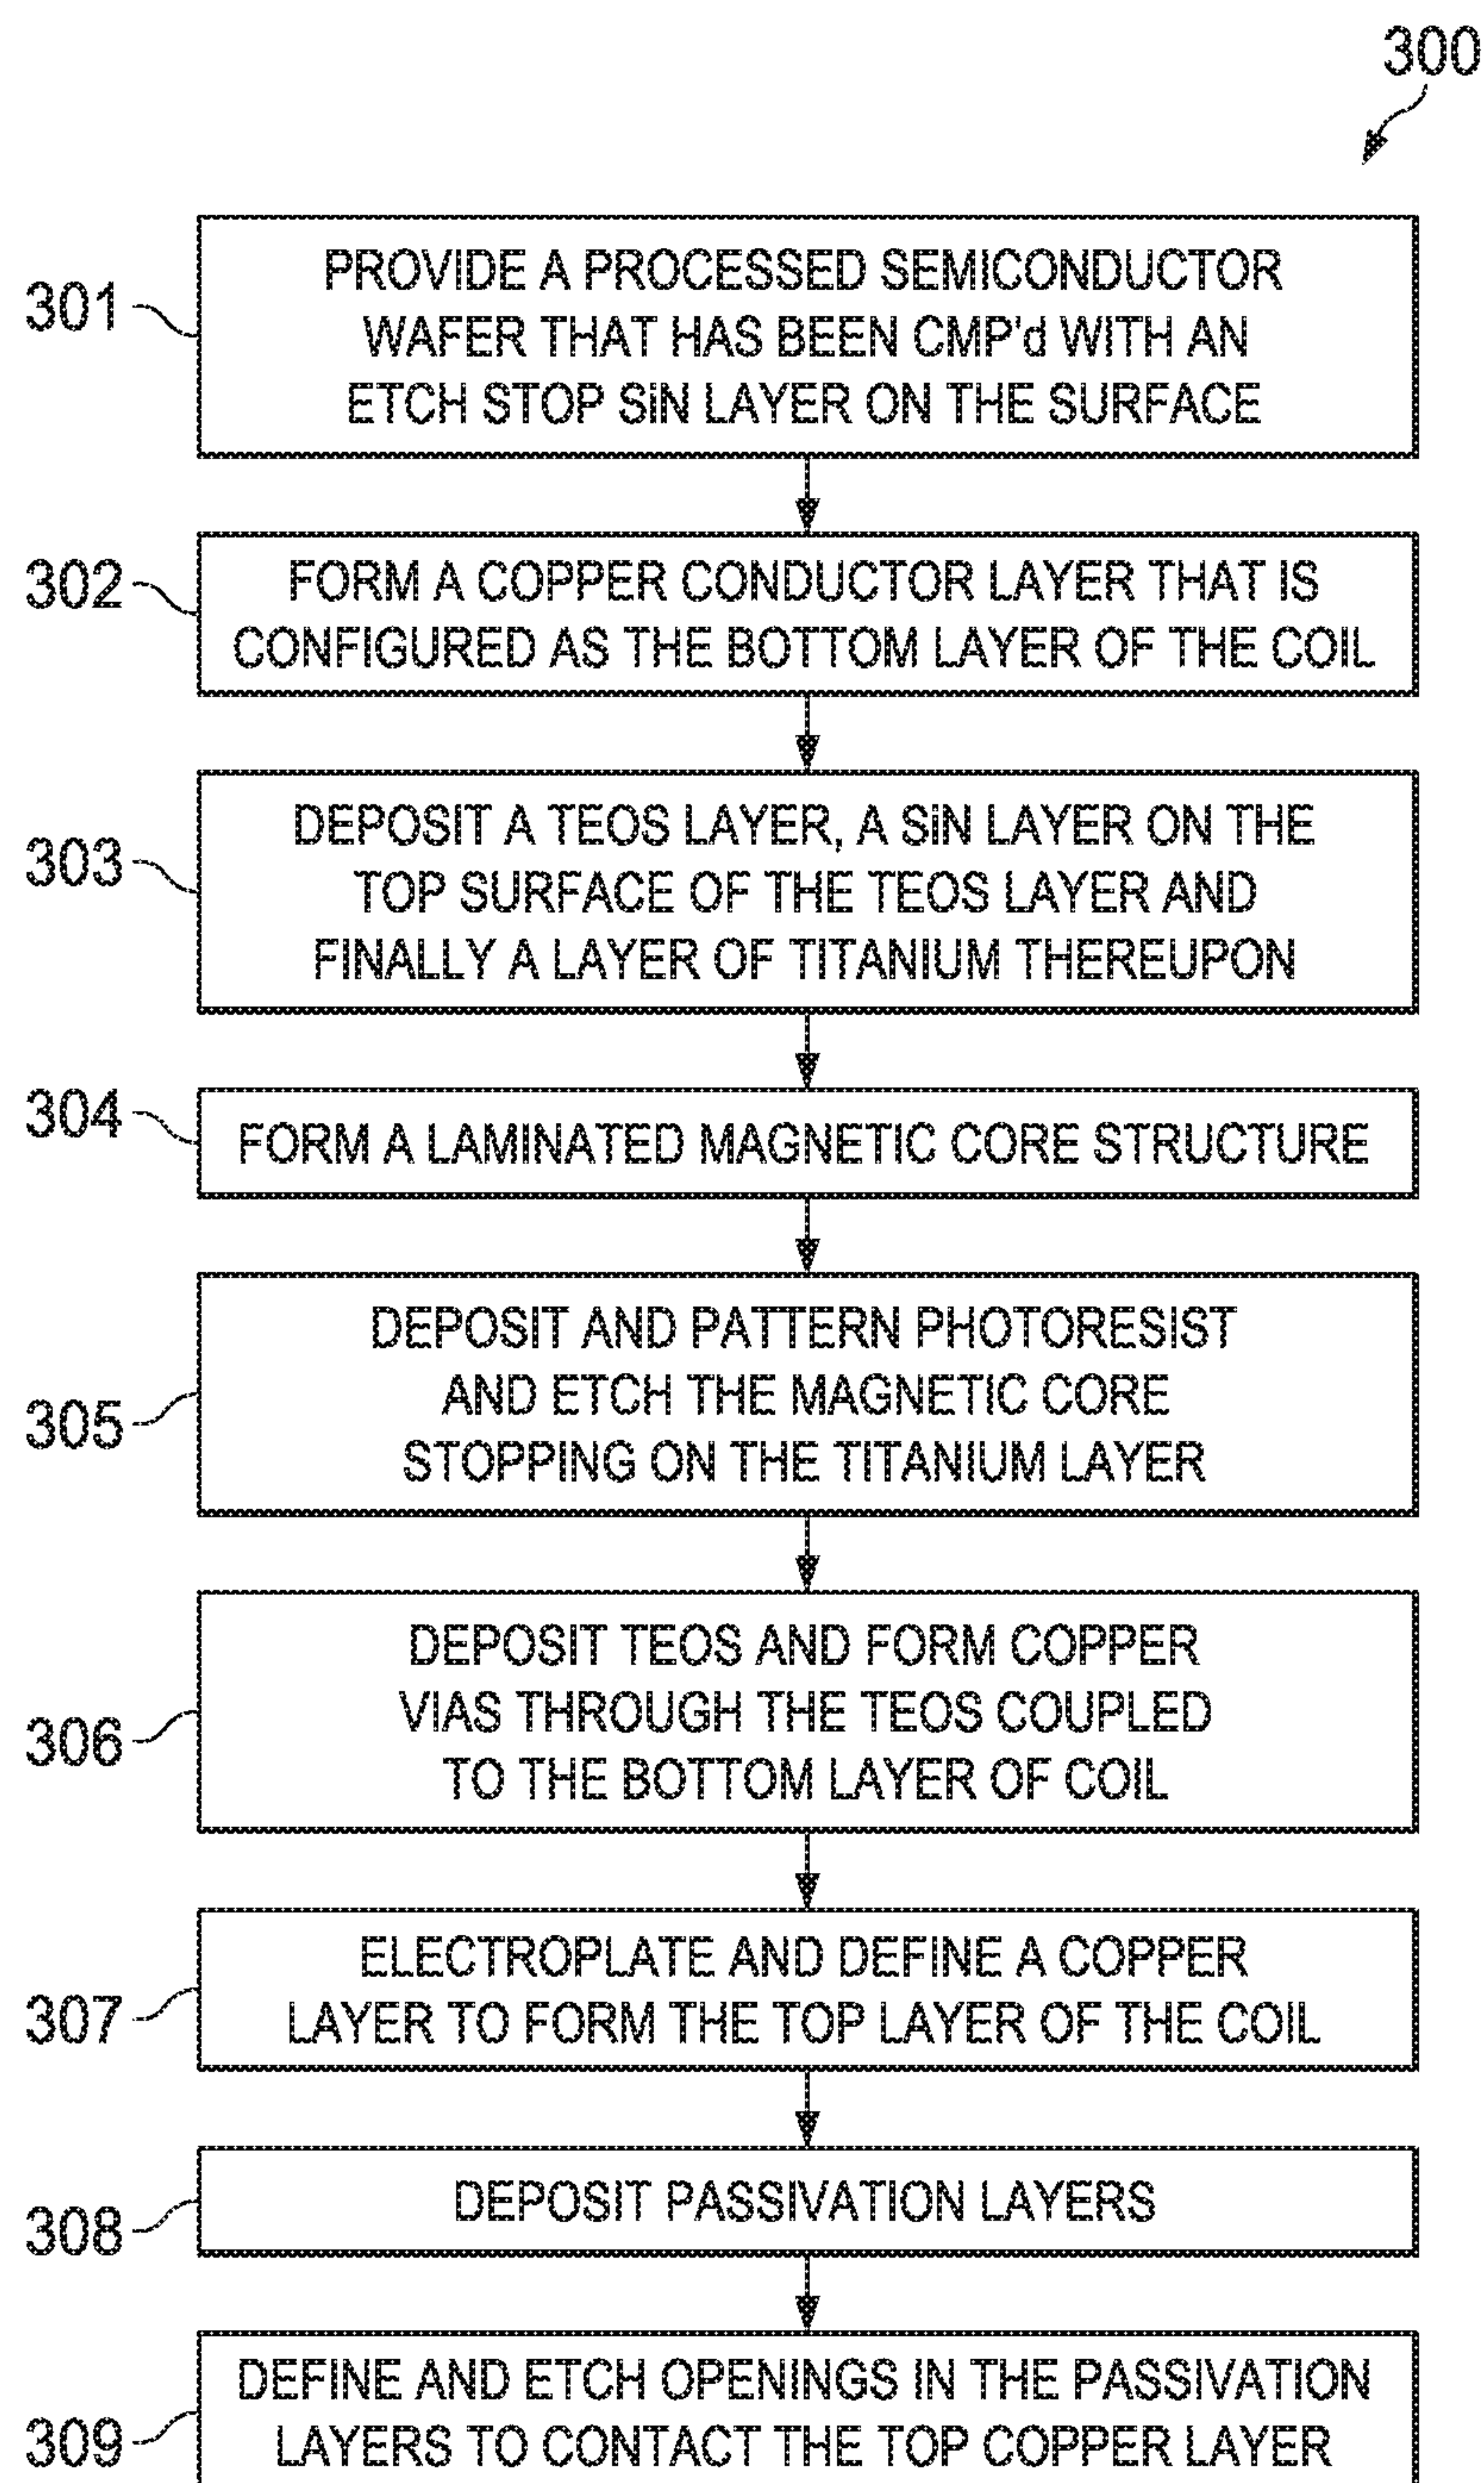 300
301
PROVIDE A PROCESSED SEMICONDUCTOR
WAFER THAT HAS BEEN CMP'd WITH AN
ETCH STOP SiN LAYER ON THE SURFACE
302
FORM A COPPER CONDUCTOR LAYER THAT IS
CONFIGURED AS THE BOTTOM LAYER OF THE COIL
303
DEPOSIT A TEOS LAYER, A SiN LAYER ON THE
TOP SURFACE OF THE TEOS LAYER AND
FINALLY A LAYER OF TITANIUM THEREUPON
304
FORM A LAMINATED MAGNETIC CORE STRUCTURE
305
DEPOSIT AND PATTERN PHOTORESIST
AND ETCH THE MAGNETIC CORE
STOPPING ON THE TITANIUM LAYER
306
DEPOSIT TEOS AND FORM COPPER
VIAS THROUGH THE TEOS COUPLED
TO THE BOTTOM LAYER OF COIL
307
ELECTROPLATE AND DEFINE A COPPER
LAYER TO FORM THE TOP LAYER OF THE COIL
308
DEPOSIT PASSIVATION LAYERS
309
DEFINE AND ETCH OPENINGS IN THE PASSIVATION
LAYERS TO CONTACT THE TOP COPPER LAYER